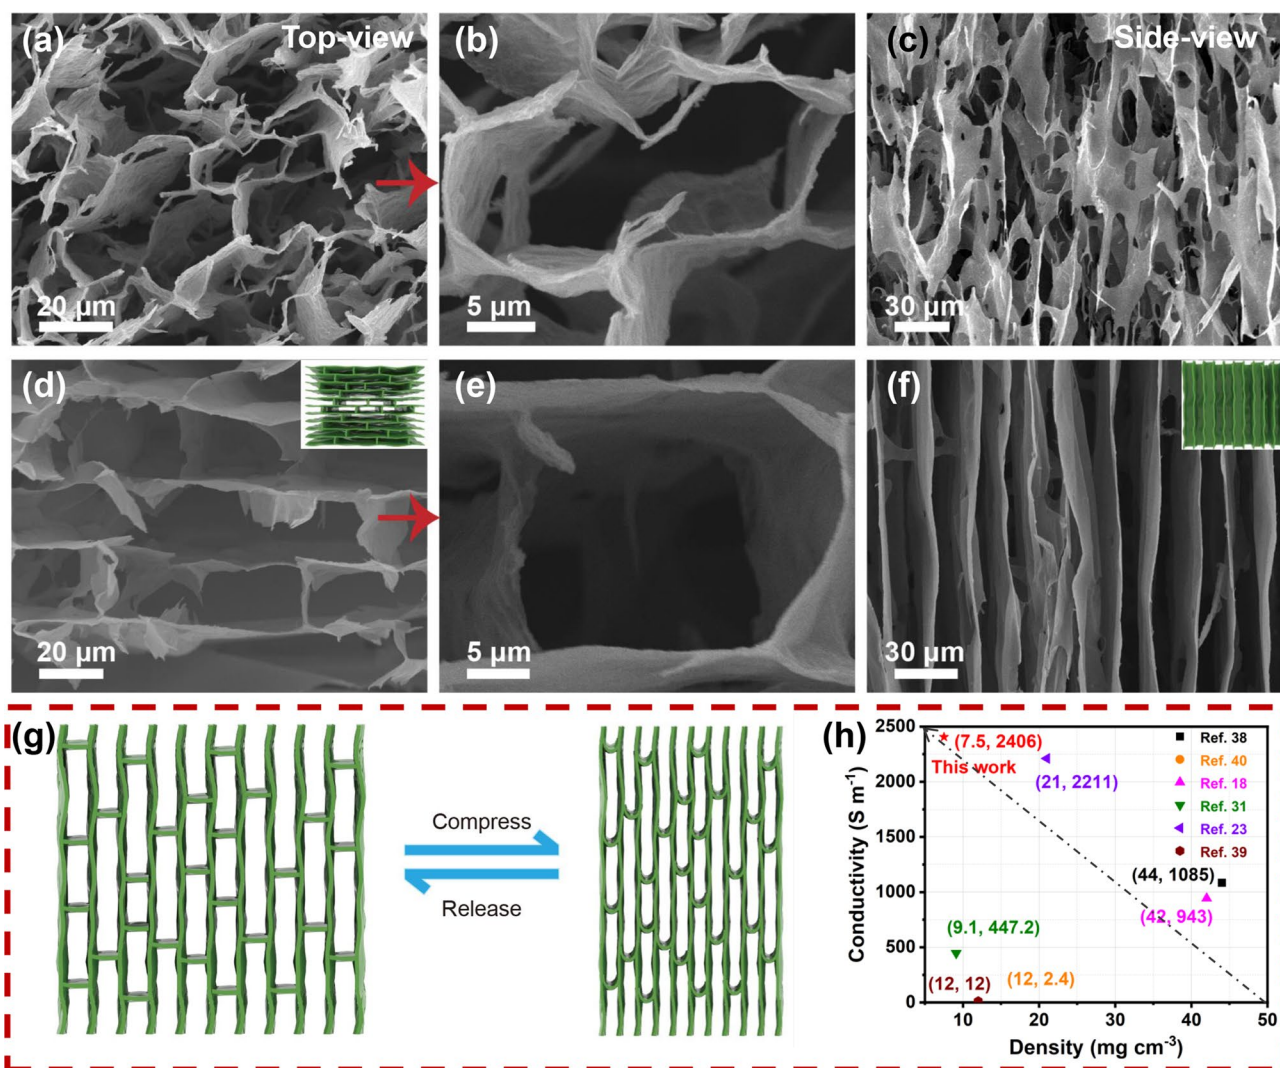 (a)
Top-view
20 µm
(b)
5 µm
(c)
Side-view
30 µm
(d)
20 µm
(e)
5 µm
(f)
30 µm
(g)
Compress
Release
(h)
Conductivity (S m⁻¹)
2500
2000
1500
1000
500
0
(7.5, 2406)
This work
(21, 2211)
(44, 1085)
(42, 943)
(9.1, 447.2)
(12, 12)
(12, 2.4)
Ref. 38
Ref. 40
Ref. 18
Ref. 31
Ref. 23
Ref. 39
10
20
30
40
50
Density (mg cm⁻³)